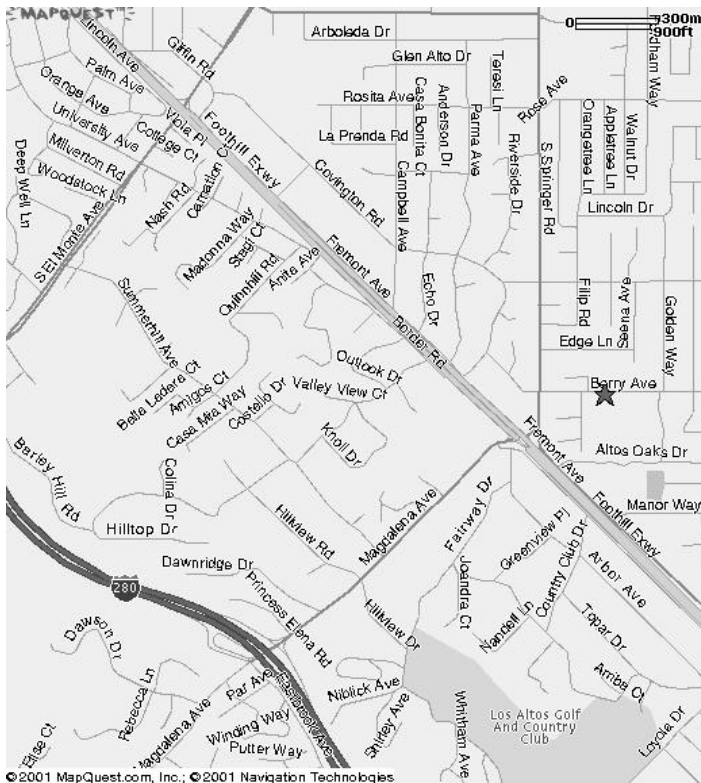 MAPQUEST
0 300m
900ft
Lincoln Ave
Giffin Rd
Arboleda Dr
Glen Alto Dr
Teresi Ln
Palm Ave
Orange Ave
University Ave
Viola Pl
College Ct
Foothill Exwy
Rosita Ave
Casa Bonita Ct
Anderson Dr
Parma Ave
Rose Ave
Riverside Dr
S Springer Rd
Orangetree Ln
Appletree Ln
Walnut Dr
La Prenda Rd
Milverton Rd
Woodstock Ln
Deep Well Ln
Nash Rd
Carnation Ct
Covington Rd
Campbell Ave
Lincoln Dr
S El Monte Ave
Madonna Way
Stagi Ct
Quinnhill Rd
Anita Ave
Fremont Ave
Echo Dr
Border Rd
Filip Rd
Golden Way
Summerhill Ave
Edge Ln
Outlook Dr
Bella Ladera Ct
Amigos Ct
Casa Mia Way
Costello Dr
Valley View Ct
Berry Ave
Knoll Dr
Fremont Ave
Altos Oaks Dr
Barley Hill Rd
Colina Dr
Hilltop Dr
Hillview Rd
Magdalena Ave
Fairway Dr
Foothill Exwy
Manor Way
Greenview Pl
Country Club Dr
Arbor Ave
Dawnridge Dr
280
Princess Elena Rd
Hillview Dr
Joandra Ct
Nandell Ln
Topar Dr
Dawson Dr
Rebecca Ln
Par Ave
Eastbrook Ave
Niblick Ave
Arriba Ct
Elise Ct
Magdalena Ave
Winding Way
Putter Way
Shirley Ave
Whitham Ave
Los Altos Golf
And Country
Club
Loyola Dr
©2001 MapQuest.com, Inc.; ©2001 Navigation Technologies